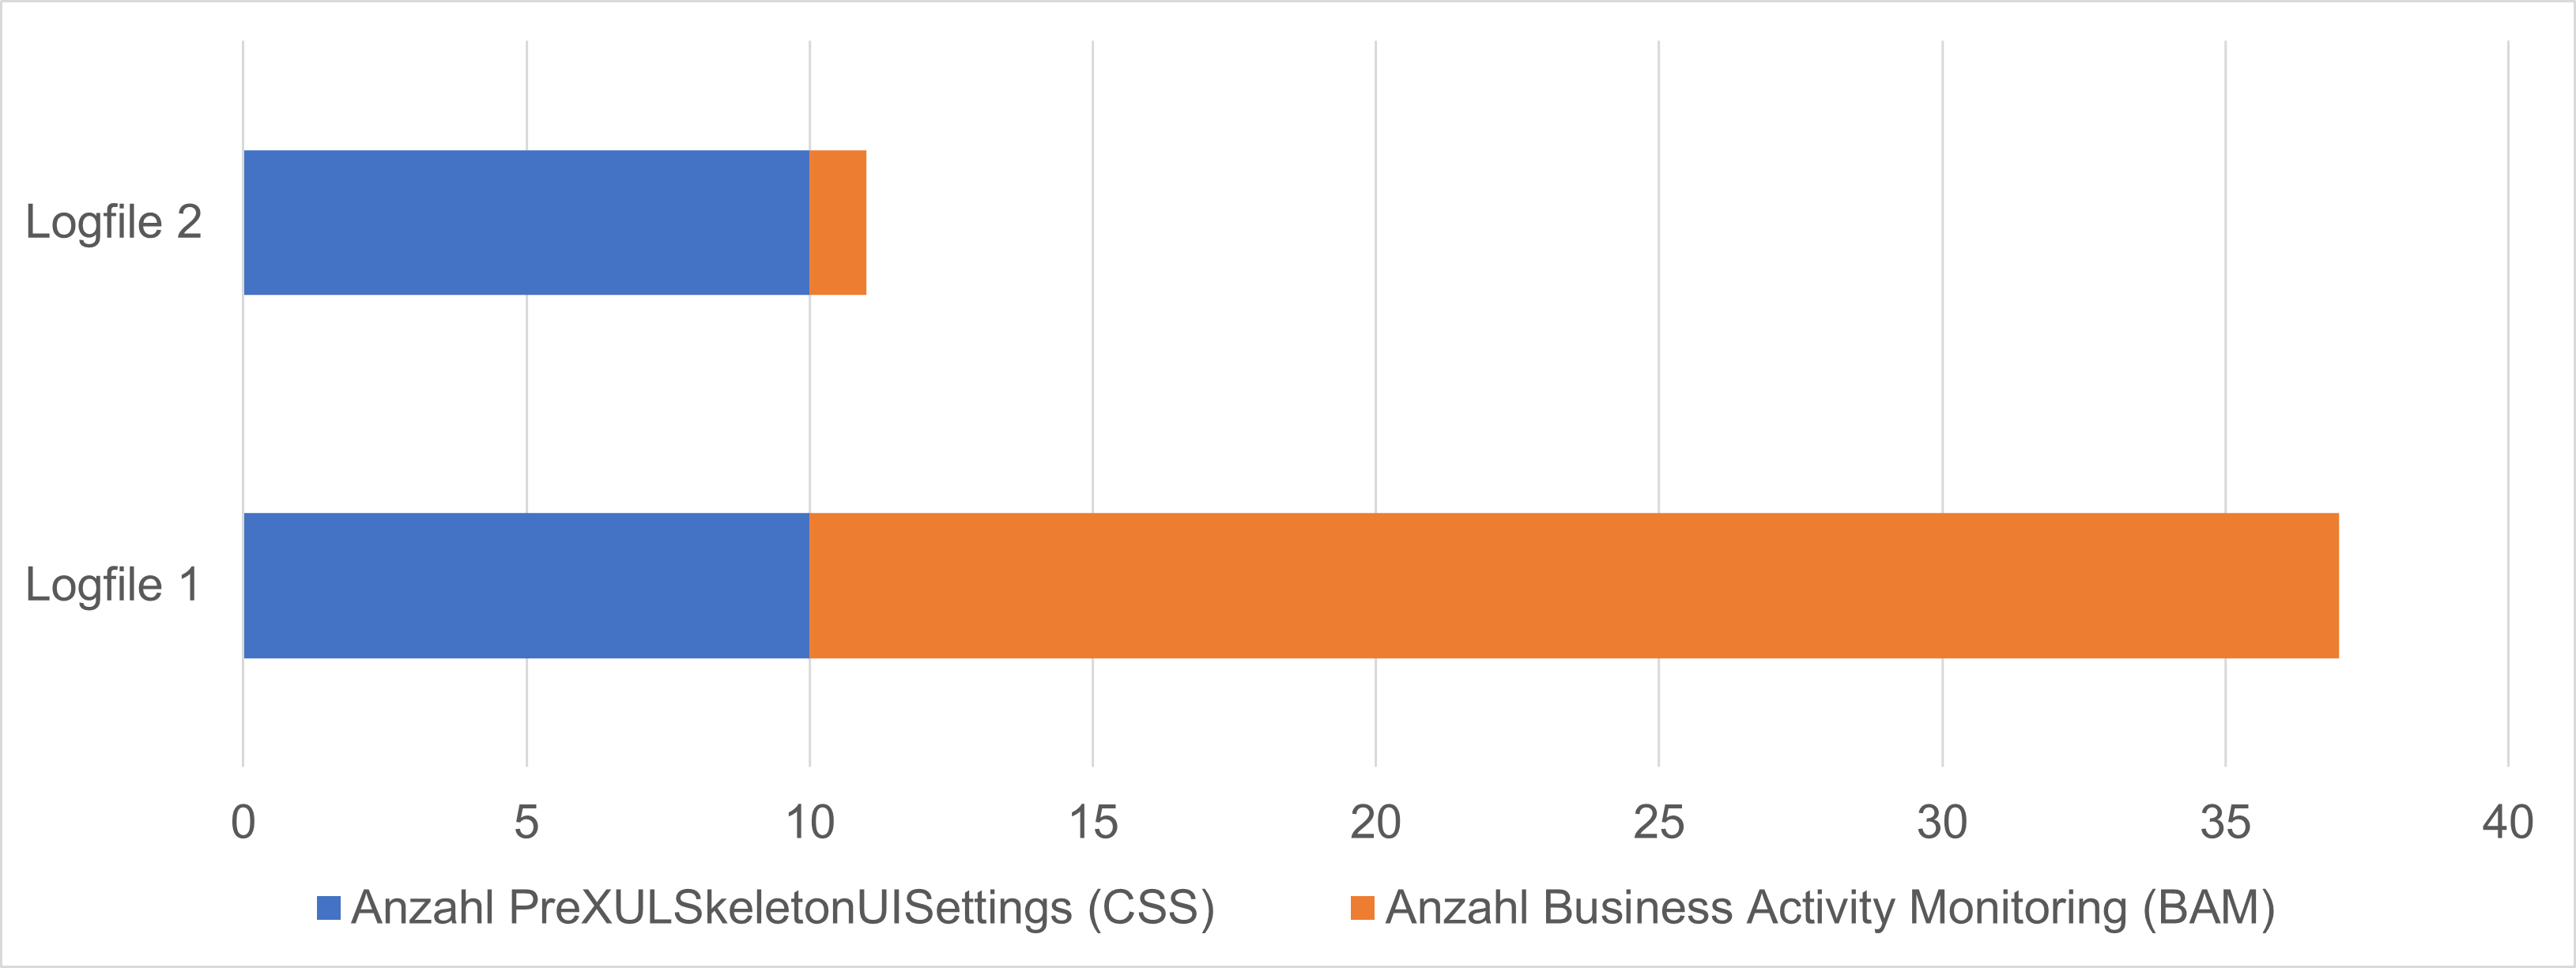 Logfile 2
Logfile 1
0 5 10 15 20 25 30 35 40
Anzahl PreXULSkeletonUISettings (CSS) Anzahl Business Activity Monitoring (BAM)